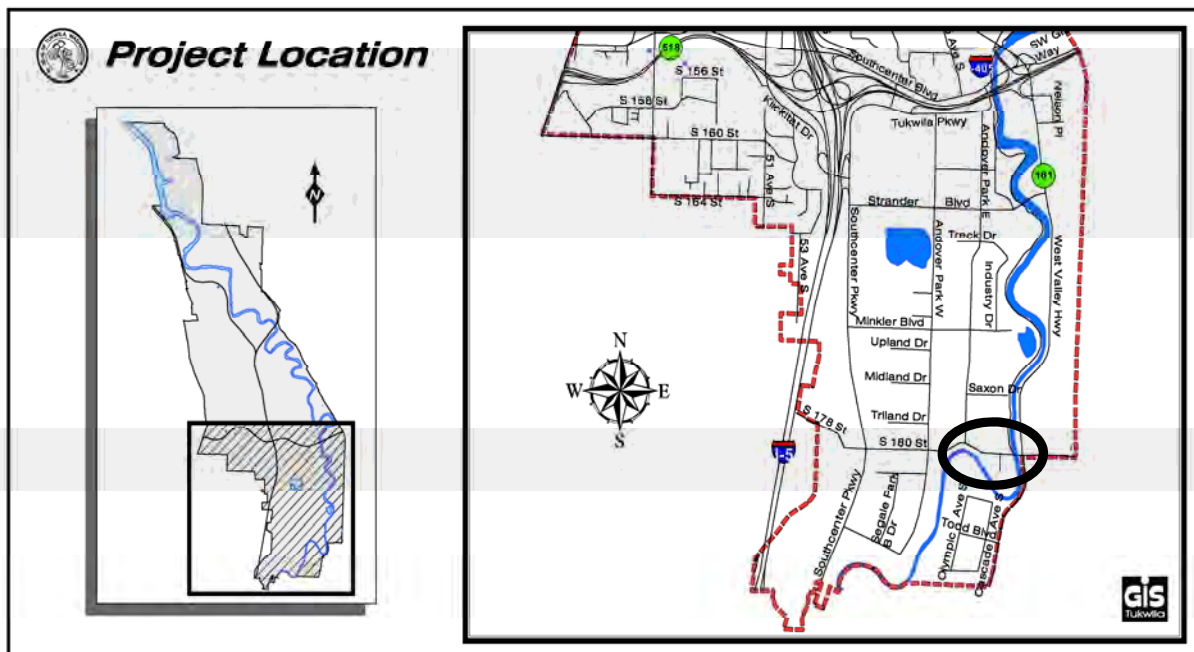 Project Location
N
518
S 156 St
S 158 St
S 160 St
S 164 St
Klickitat Dr
51 Ave S
53 Ave S
Southcenter Blvd
Ave S
I-405
SW G
Way
Nelson Pl
Tukwila Pkwy
Andover Park E
181
Strander Blvd
Treck Dr
Southcenter Pkwy
Andover Park W
Industry Dr
West Valley Hwy
Minkler Blvd
Upland Dr
Midland Dr
Saxon Dr
Triland Dr
S 178 St
S 180 St
N
W E
S
I-5
Southcenter Pkwy
Segale Park
B Dr
Olympic Ave S
Todd Blvd
Cascade Ave S
GIS
Tukwila